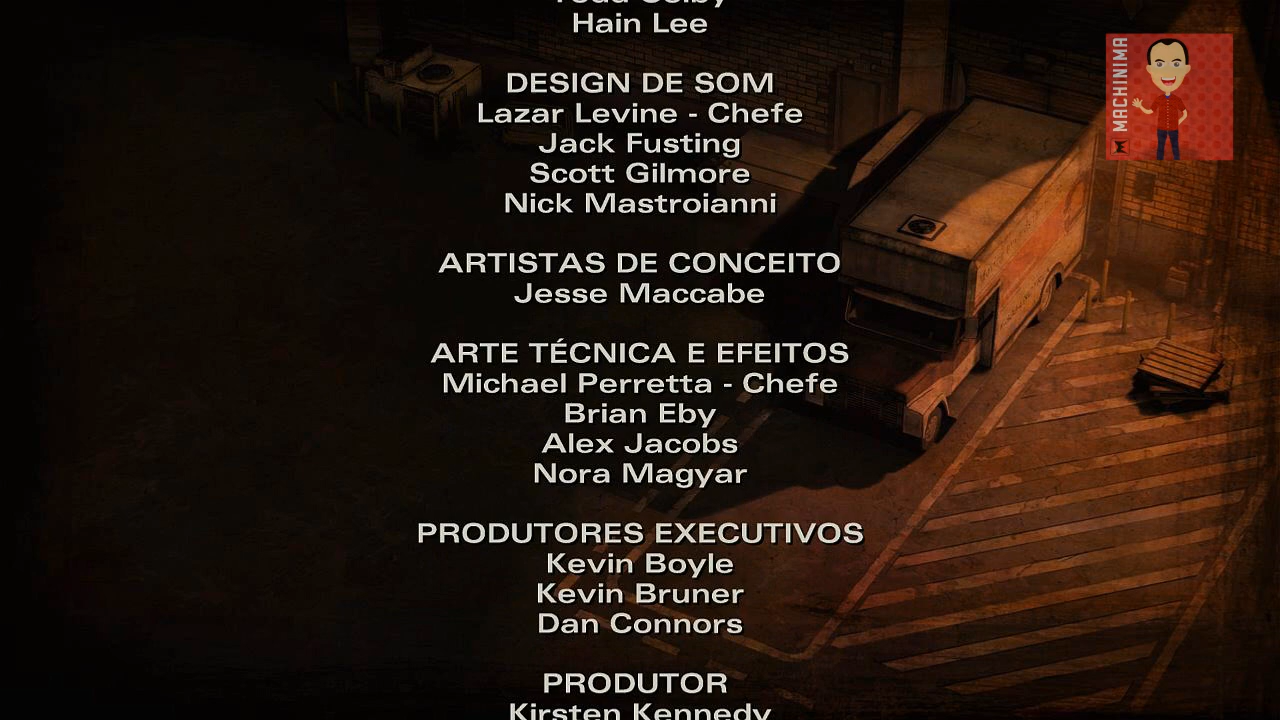 Todd Colby
Hain Lee
DESIGN DE SOM
Lazar Levine - Chefe
Jack Fusting
Scott Gilmore
Nick Mastroianni
ARTISTAS DE CONCEITO
Jesse Maccabe
ARTE TÉCNICA E EFEITOS
Michael Perretta - Chefe
Brian Eby
Alex Jacobs
Nora Magyar
PRODUTORES EXECUTIVOS
Kevin Boyle
Kevin Bruner
Dan Connors
PRODUTOR
Kirsten Kennedy
MACHINIMA